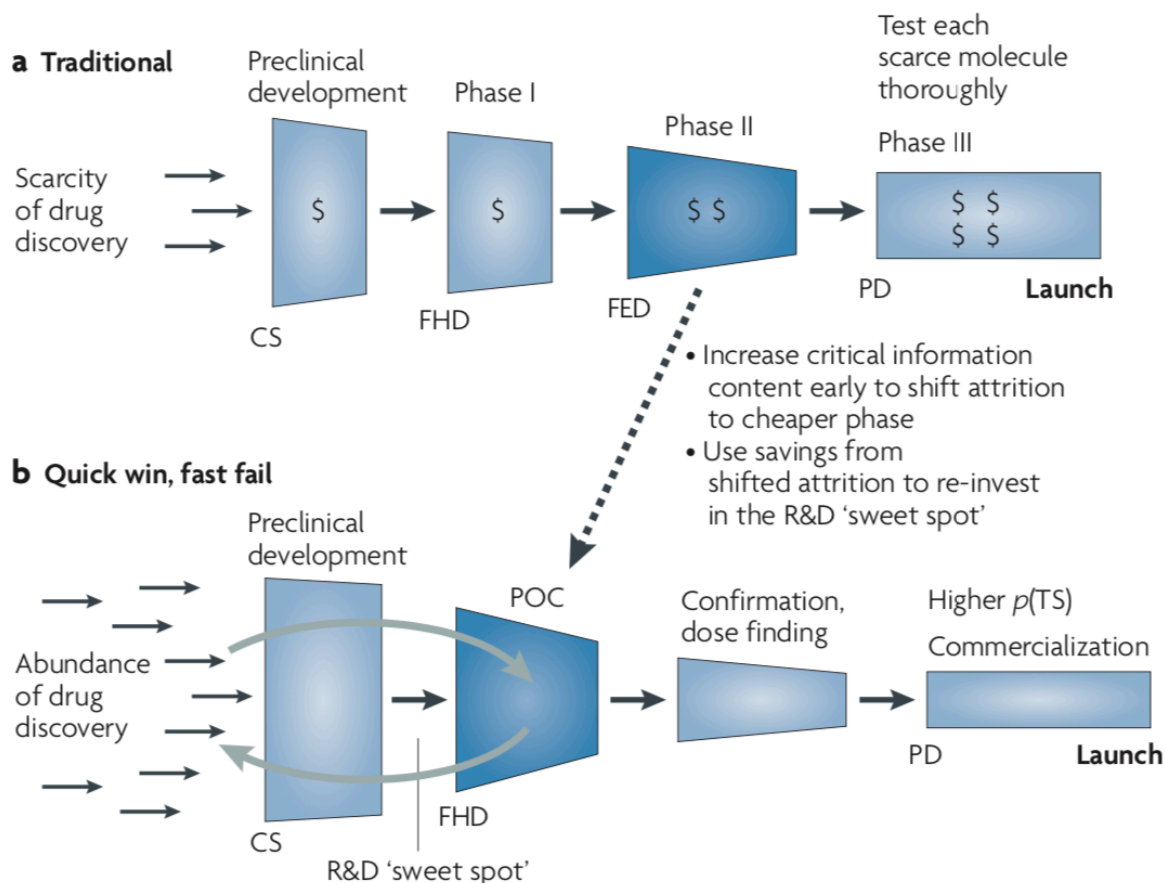 a Traditional
Preclinical
development
Phase I
Phase II
Test each
scarce molecule
thoroughly
Phase III
Scarcity
of drug
discovery
$
$
$ $
$ $
$ $
CS
FHD
FED
PD
Launch
• Increase critical information
content early to shift attrition
to cheaper phase
• Use savings from
shifted attrition to re-invest
in the R&D ‘sweet spot’
b Quick win, fast fail
Preclinical
development
POC
Confirmation,
dose finding
Higher p(TS)
Commercialization
Abundance
of drug
discovery
CS
FHD
PD
Launch
R&D ‘sweet spot’